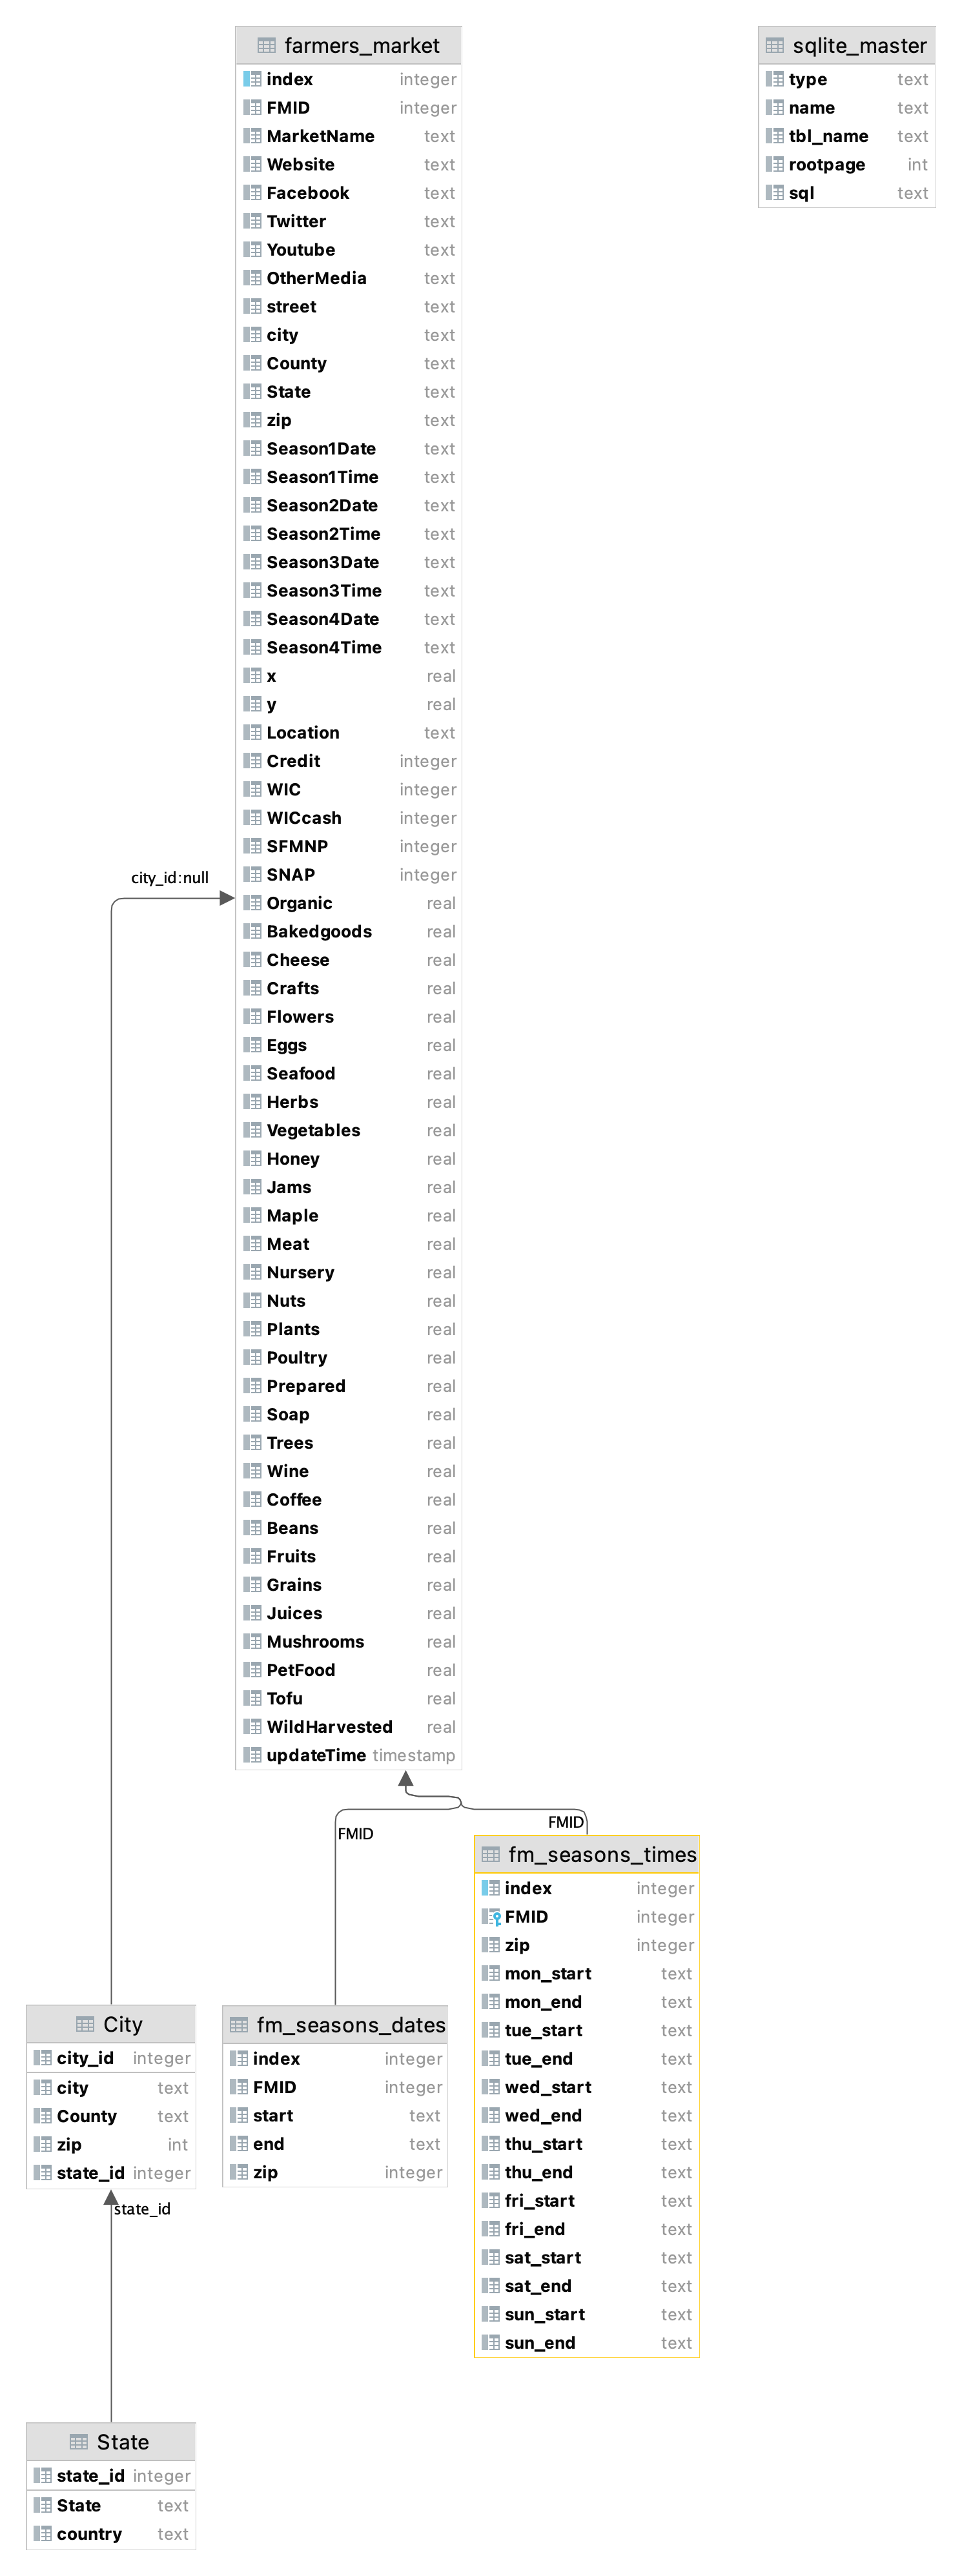 farmers_market
index integer
FMID integer
MarketName text
Website text
Facebook text
Twitter text
Youtube text
OtherMedia text
street text
city text
County text
State text
zip text
Season1Date text
Season1Time text
Season2Date text
Season2Time text
Season3Date text
Season3Time text
Season4Date text
Season4Time text
x real
y real
Location text
Credit integer
WIC integer
WICcash integer
SFMNP integer
SNAP integer
Organic real
Bakedgoods real
Cheese real
Crafts real
Flowers real
Eggs real
Seafood real
Herbs real
Vegetables real
Honey real
Jams real
Maple real
Meat real
Nursery real
Nuts real
Plants real
Poultry real
Prepared real
Soap real
Trees real
Wine real
Coffee real
Beans real
Fruits real
Grains real
Juices real
Mushrooms real
PetFood real
Tofu real
WildHarvested real
updateTime timestamp
sqlite_master
type text
name text
tbl_name text
rootpage int
sql text
city_id:null
FMID
FMID
fm_seasons_times
index integer
FMID integer
zip integer
mon_start text
mon_end text
tue_start text
tue_end text
wed_start text
wed_end text
thu_start text
thu_end text
fri_start text
fri_end text
sat_start text
sat_end text
sun_start text
sun_end text
City
city_id integer
city text
County text
zip int
state_id integer
fm_seasons_dates
index integer
FMID integer
start text
end text
zip integer
state_id
State
state_id integer
State text
country text